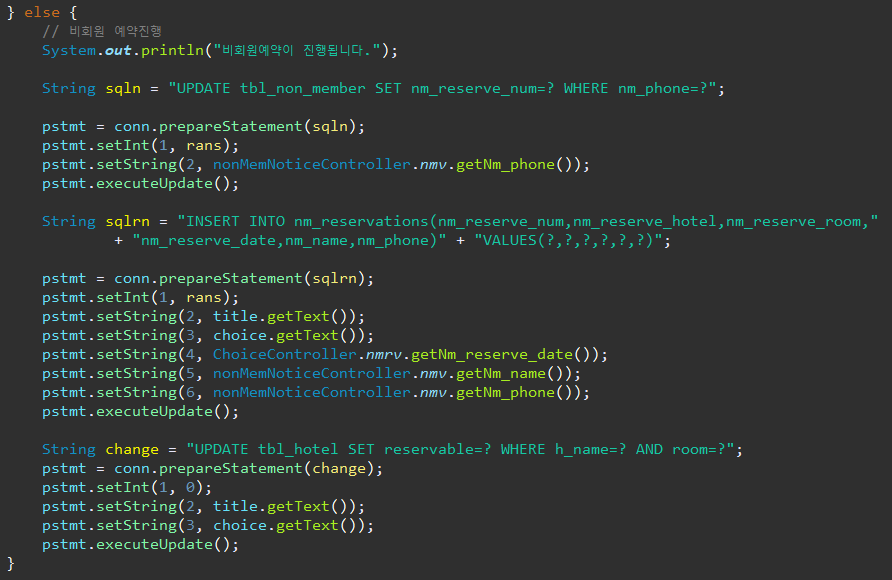 } else {
// 비회원 예약진행
System.out.println("비회원예약이 진행됩니다.");
String sqln = "UPDATE tbl_non_member SET nm_reserve_num=? WHERE nm_phone=?";
pstmt = conn.prepareStatement(sqln);
pstmt.setInt(1, rans);
pstmt.setString(2, nonMemNoticeController.nmv.getNm_phone());
pstmt.executeUpdate();
String sqlrn = "INSERT INTO nm_reservations(nm_reserve_num,nm_reserve_hotel,nm_reserve_room,"
+ "nm_reserve_date,nm_name,nm_phone)" + "VALUES(?,?,?,?,?,?)";
pstmt = conn.prepareStatement(sqlrn);
pstmt.setInt(1, rans);
pstmt.setString(2, title.getText());
pstmt.setString(3, choice.getText());
pstmt.setString(4, ChoiceController.nmrv.getNm_reserve_date());
pstmt.setString(5, nonMemNoticeController.nmv.getNm_name());
pstmt.setString(6, nonMemNoticeController.nmv.getNm_phone());
pstmt.executeUpdate();
String change = "UPDATE tbl_hotel SET reservable=? WHERE h_name=? AND room=?";
pstmt = conn.prepareStatement(change);
pstmt.setInt(1, 0);
pstmt.setString(2, title.getText());
pstmt.setString(3, choice.getText());
pstmt.executeUpdate();
}